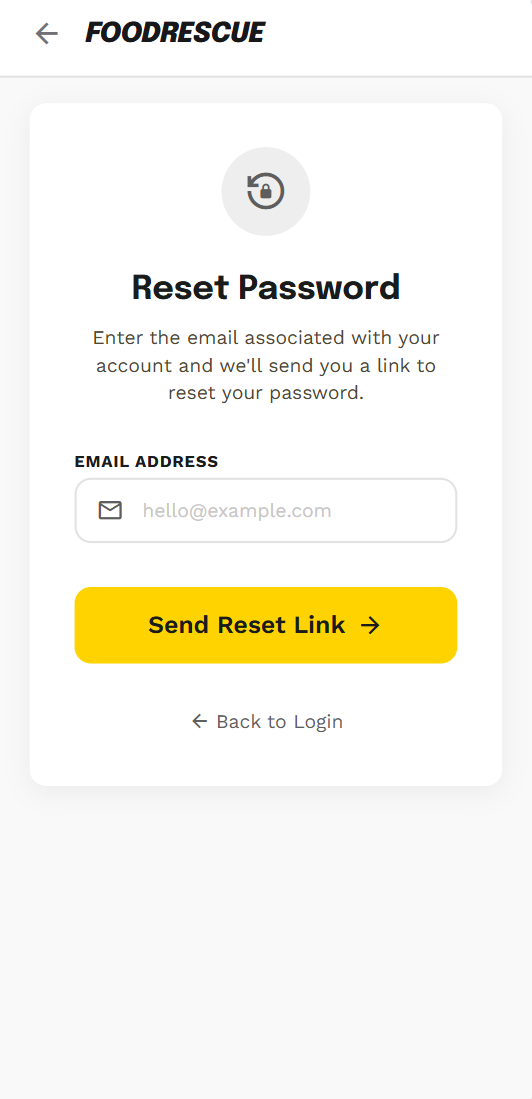 FOODRESCUE
Reset Password
Enter the email associated with your
account and we'll send you a link to
reset your password.
EMAIL ADDRESS
hello@example.com
Send Reset Link →
← Back to Login